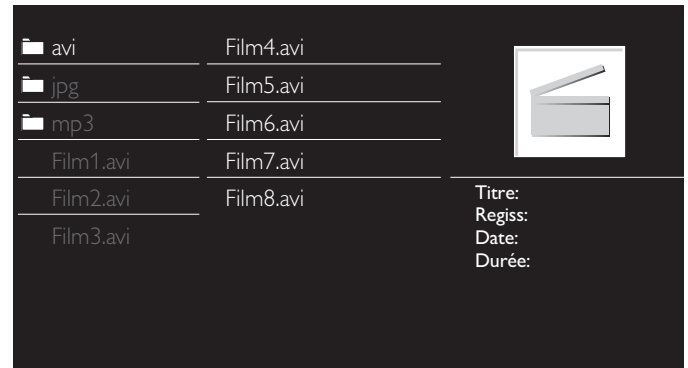 avi
jpg
mp3
Film1.avi
Film2.avi
Film3.avi
Film4.avi
Film5.avi
Film6.avi
Film7.avi
Film8.avi
Titre:
Regiss:
Date:
Durée: